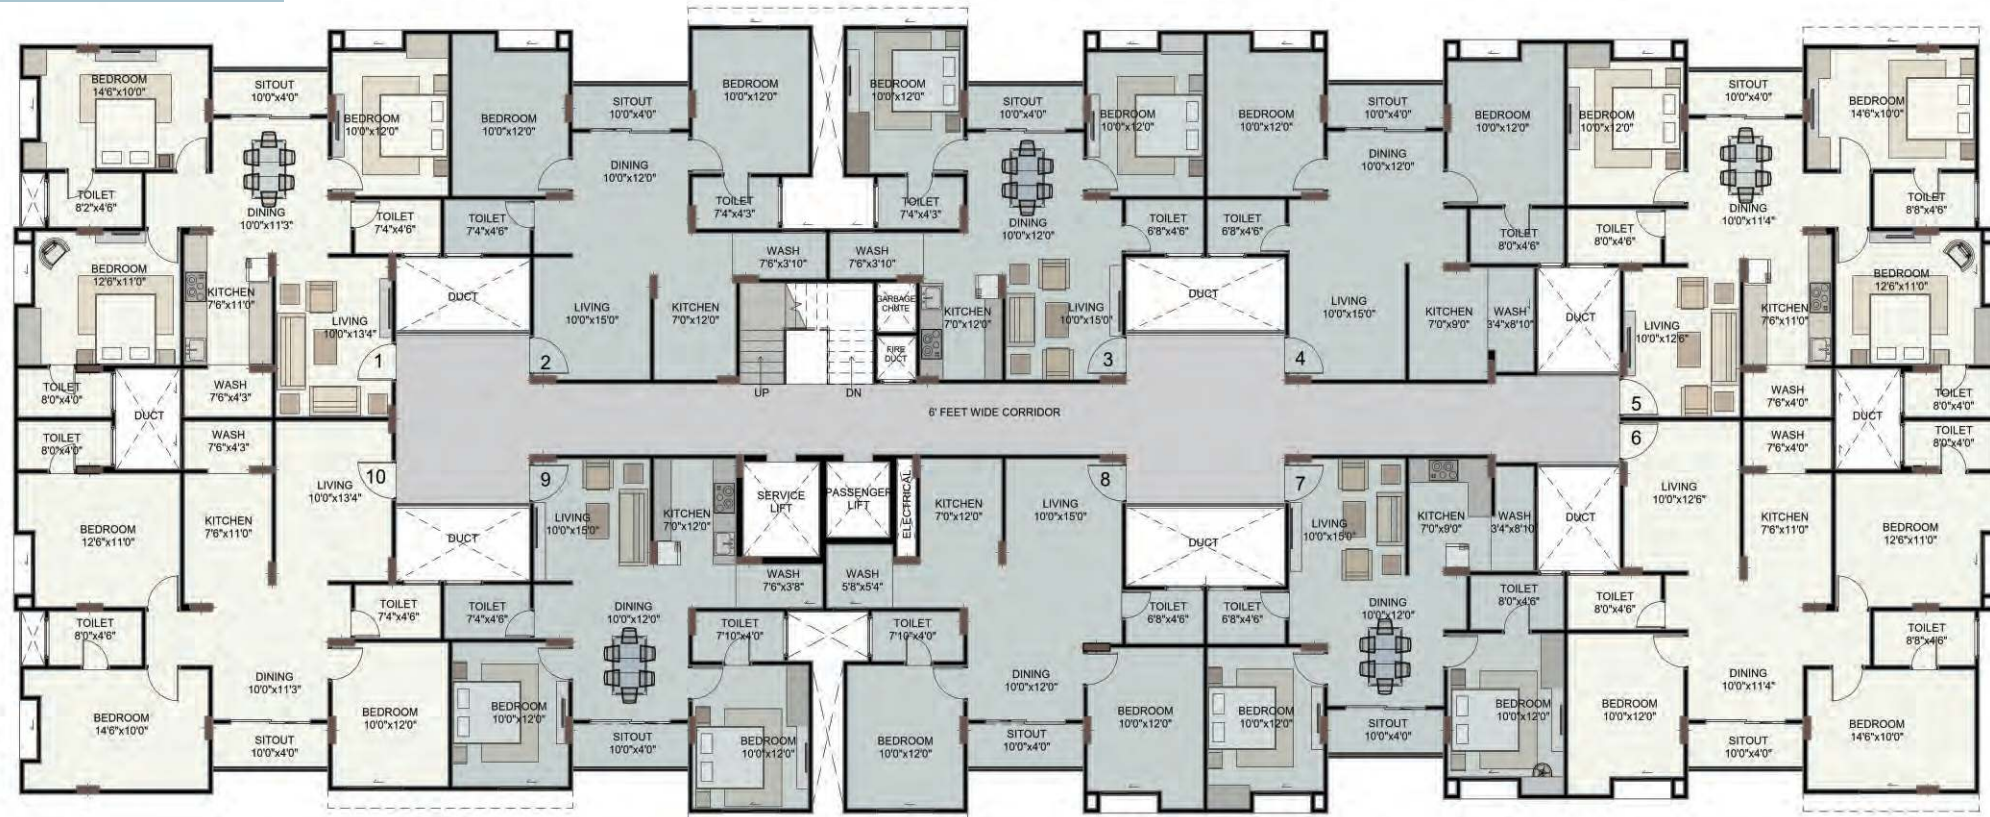 BEDROOM
14'6"x10'0"
SITOUT
10'0"x4'0"
BEDROOM
10'0"x12'0"
BEDROOM
10'0"x12'0"
SITOUT
10'0"x4'0"
BEDROOM
10'0"x12'0"
BEDROOM
10'0"x12'0"
SITOUT
10'0"x4'0"
BEDROOM
10'0"x12'0"
BEDROOM
10'0"x12'0"
SITOUT
10'0"x4'0"
BEDROOM
10'0"x12'0"
BEDROOM
10'0"x12'0"
SITOUT
10'0"x4'0"
BEDROOM
14'6"x10'0"
TOILET
8'2"x4'6"
DINING
10'0"x11'3"
TOILET
7'4"x4'6"
TOILET
7'4"x4'6"
DINING
10'0"x12'0"
TOILET
7'4"x4'3"
TOILET
7'4"x4'3"
DINING
10'0"x12'0"
TOILET
6'8"x4'6"
TOILET
6'8"x4'6"
DINING
10'0"x12'0"
TOILET
8'0"x4'6"
TOILET
8'0"x4'6"
DINING
10'0"x11'4"
TOILET
8'8"x4'6"
BEDROOM
12'6"x11'0"
KITCHEN
7'6"x11'0"
LIVING
10'0"x13'4"
DUCT
LIVING
10'0"x15'0"
KITCHEN
7'0"x12'0"
WASH
7'6"x3'10"
WASH
7'6"x3'10"
GARBAGE
CHUTE
FIRE
DUCT
KITCHEN
7'0"x12'0"
LIVING
10'0"x15'0"
DUCT
LIVING
10'0"x15'0"
KITCHEN
7'0"x9'0"
WASH
3'4"x8'10"
DUCT
LIVING
10'0"x12'6"
KITCHEN
7'6"x11'0"
BEDROOM
12'6"x11'0"
1
2
3
4
5
UP
DN
TOILET
8'0"x4'0"
DUCT
WASH
7'6"x4'3"
WASH
7'6"x4'0"
DUCT
TOILET
8'0"x4'0"
6' FEET WIDE CORRIDOR
TOILET
8'0"x4'0"
WASH
7'6"x4'3"
WASH
7'6"x4'0"
TOILET
8'0"x4'0"
10
9
8
7
6
BEDROOM
12'6"x11'0"
KITCHEN
7'6"x11'0"
LIVING
10'0"x13'4"
DUCT
LIVING
10'0"x15'0"
KITCHEN
7'0"x12'0"
SERVICE
LIFT
PASSENGER
LIFT
ELECTRICAL
KITCHEN
7'0"x12'0"
LIVING
10'0"x15'0"
DUCT
LIVING
10'0"x15'0"
KITCHEN
7'0"x9'0"
WASH
3'4"x8'10"
DUCT
LIVING
10'0"x12'6"
KITCHEN
7'6"x11'0"
BEDROOM
12'6"x11'0"
WASH
7'6"x3'8"
WASH
5'8"x5'4"
TOILET
8'0"x4'6"
TOILET
7'4"x4'6"
TOILET
7'4"x4'6"
DINING
10'0"x12'0"
TOILET
7'10"x4'0"
TOILET
7'10"x4'0"
TOILET
6'8"x4'6"
TOILET
6'8"x4'6"
DINING
10'0"x12'0"
TOILET
8'0"x4'6"
TOILET
8'0"x4'6"
TOILET
8'8"x4'6"
DINING
10'0"x11'3"
DINING
10'0"x12'0"
DINING
10'0"x11'4"
BEDROOM
14'6"x10'0"
SITOUT
10'0"x4'0"
BEDROOM
10'0"x12'0"
BEDROOM
10'0"x12'0"
SITOUT
10'0"x4'0"
BEDROOM
10'0"x12'0"
BEDROOM
10'0"x12'0"
SITOUT
10'0"x4'0"
BEDROOM
10'0"x12'0"
BEDROOM
10'0"x12'0"
SITOUT
10'0"x4'0"
BEDROOM
10'0"x12'0"
BEDROOM
10'0"x12'0"
SITOUT
10'0"x4'0"
BEDROOM
14'6"x10'0"